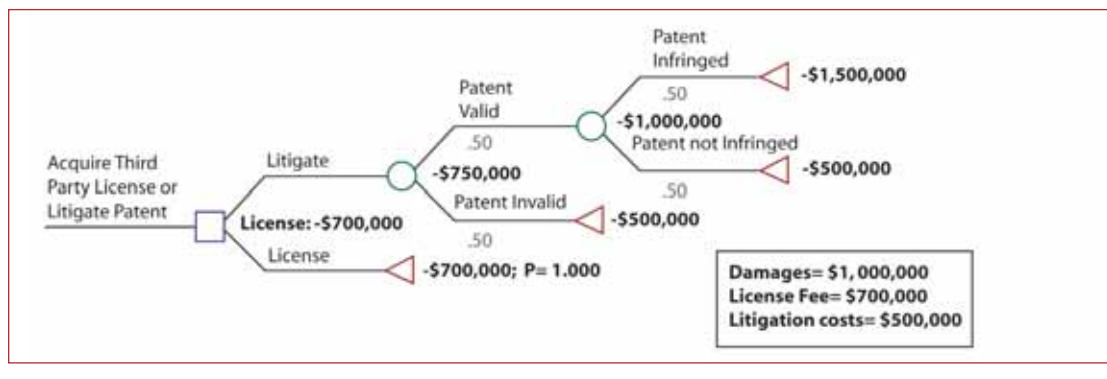 Acquire Third
Party License or
Litigate Patent
Litigate
License: -$700,000
License
-$700,000; P= 1.000
Patent
Valid
.50
-$750,000
Patent Invalid
.50
-$500,000
Patent
Infringed
.50
-$1,500,000
-$1,000,000
Patent not Infringed
.50
-$500,000
Damages= $1, 000,000
License Fee= $700,000
Litigation costs= $500,000